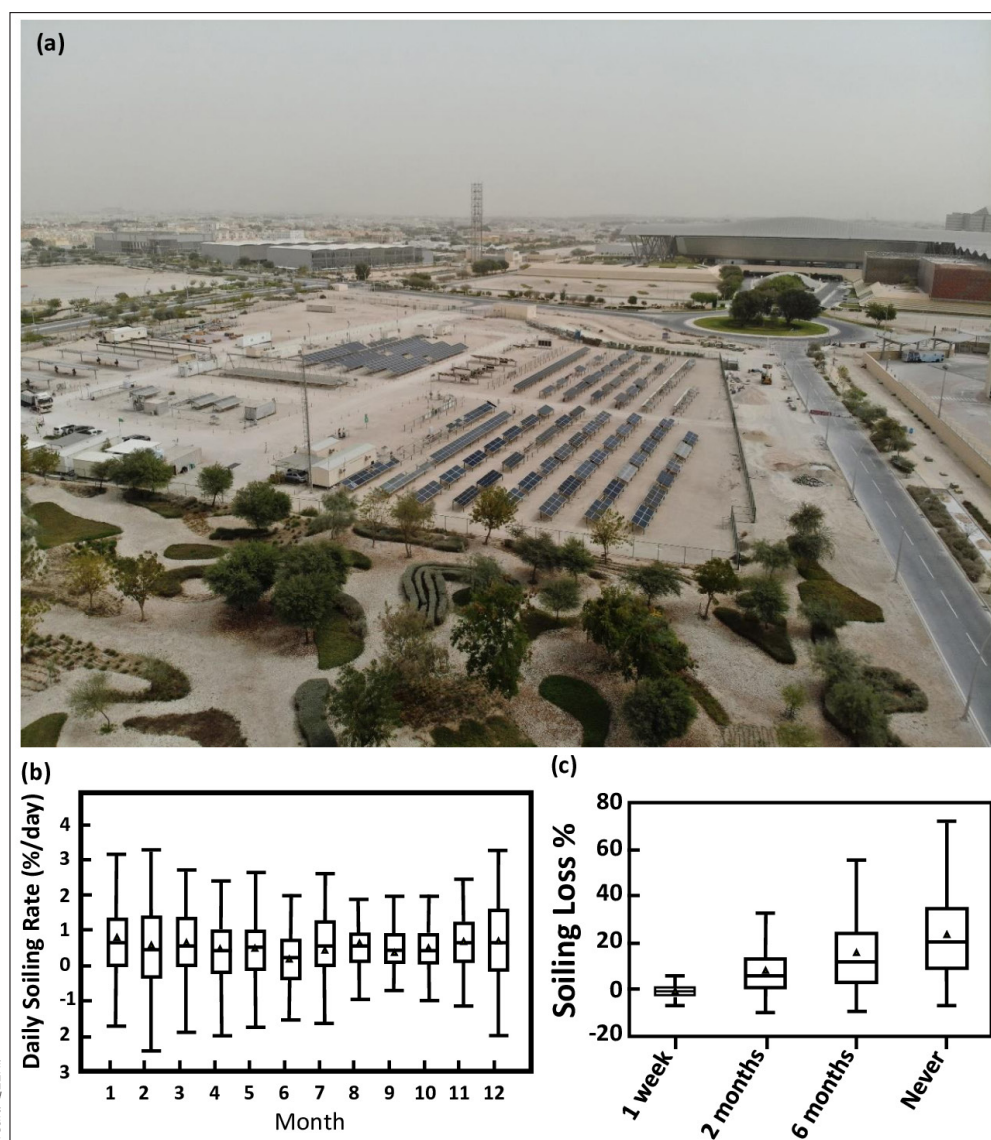 (a)
(b)
Daily Soiling Rate (%/day)
4
3
2
1
0
-1
2
3
1 2 3 4 5 6 7 8 9 10 11 12
Month
(c)
Soiling Loss %
80
60
40
20
0
-20
1 week
2 months
6 months
Never